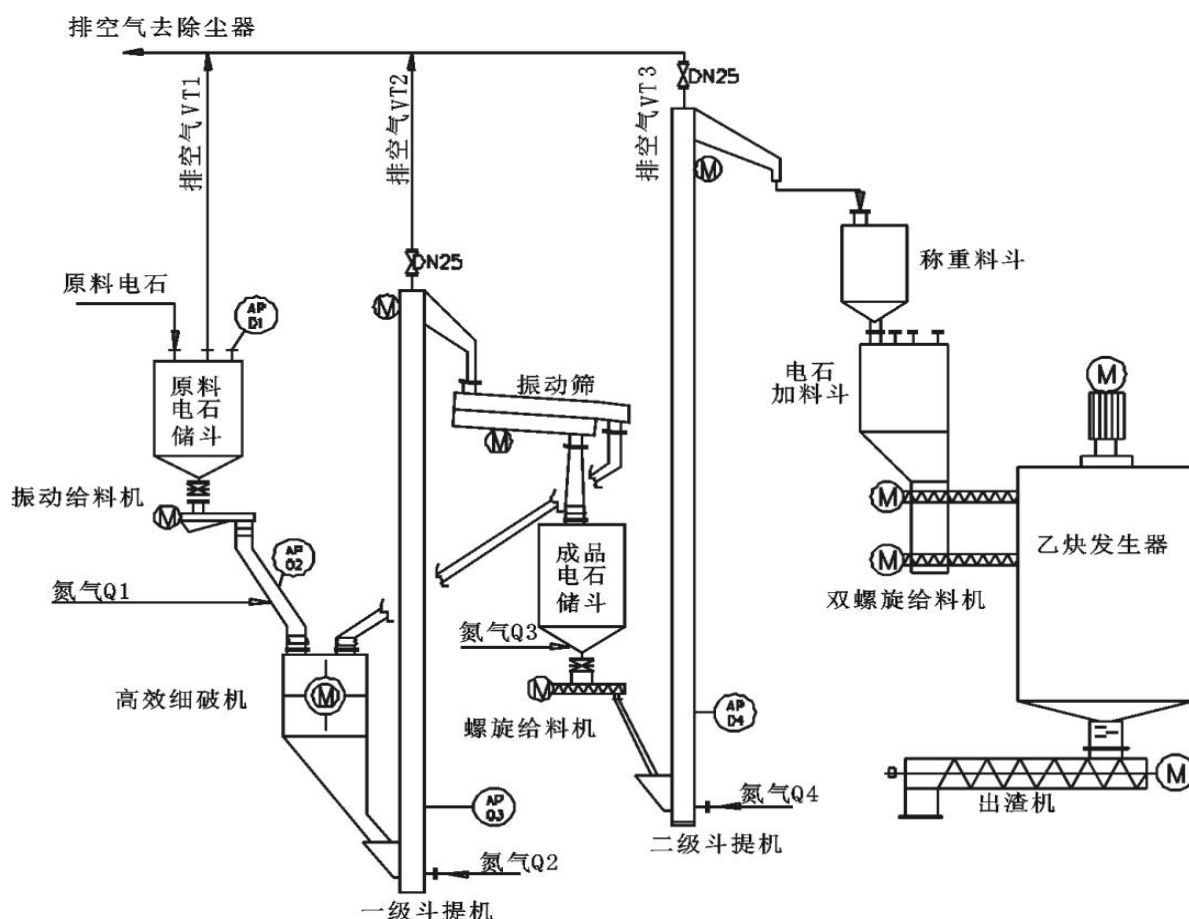 排空气去除尘器
排空气VT1
排空气VT2
排空气VT3
DN25
DN25
M
原料电石
AP
01
称重料斗
原料
电石
储斗
M
振动筛
M
电石
加料斗
M
振动给料机
M
AP
02
M
成品
电石
储斗
乙炔发生器
M
氮气Q1
双螺旋给料机
氮气Q3
高效细破机
M
M
螺旋给料机
AP
04
AP
03
氮气Q4
M
出渣机
二级斗提机
氮气Q2
一级斗提机